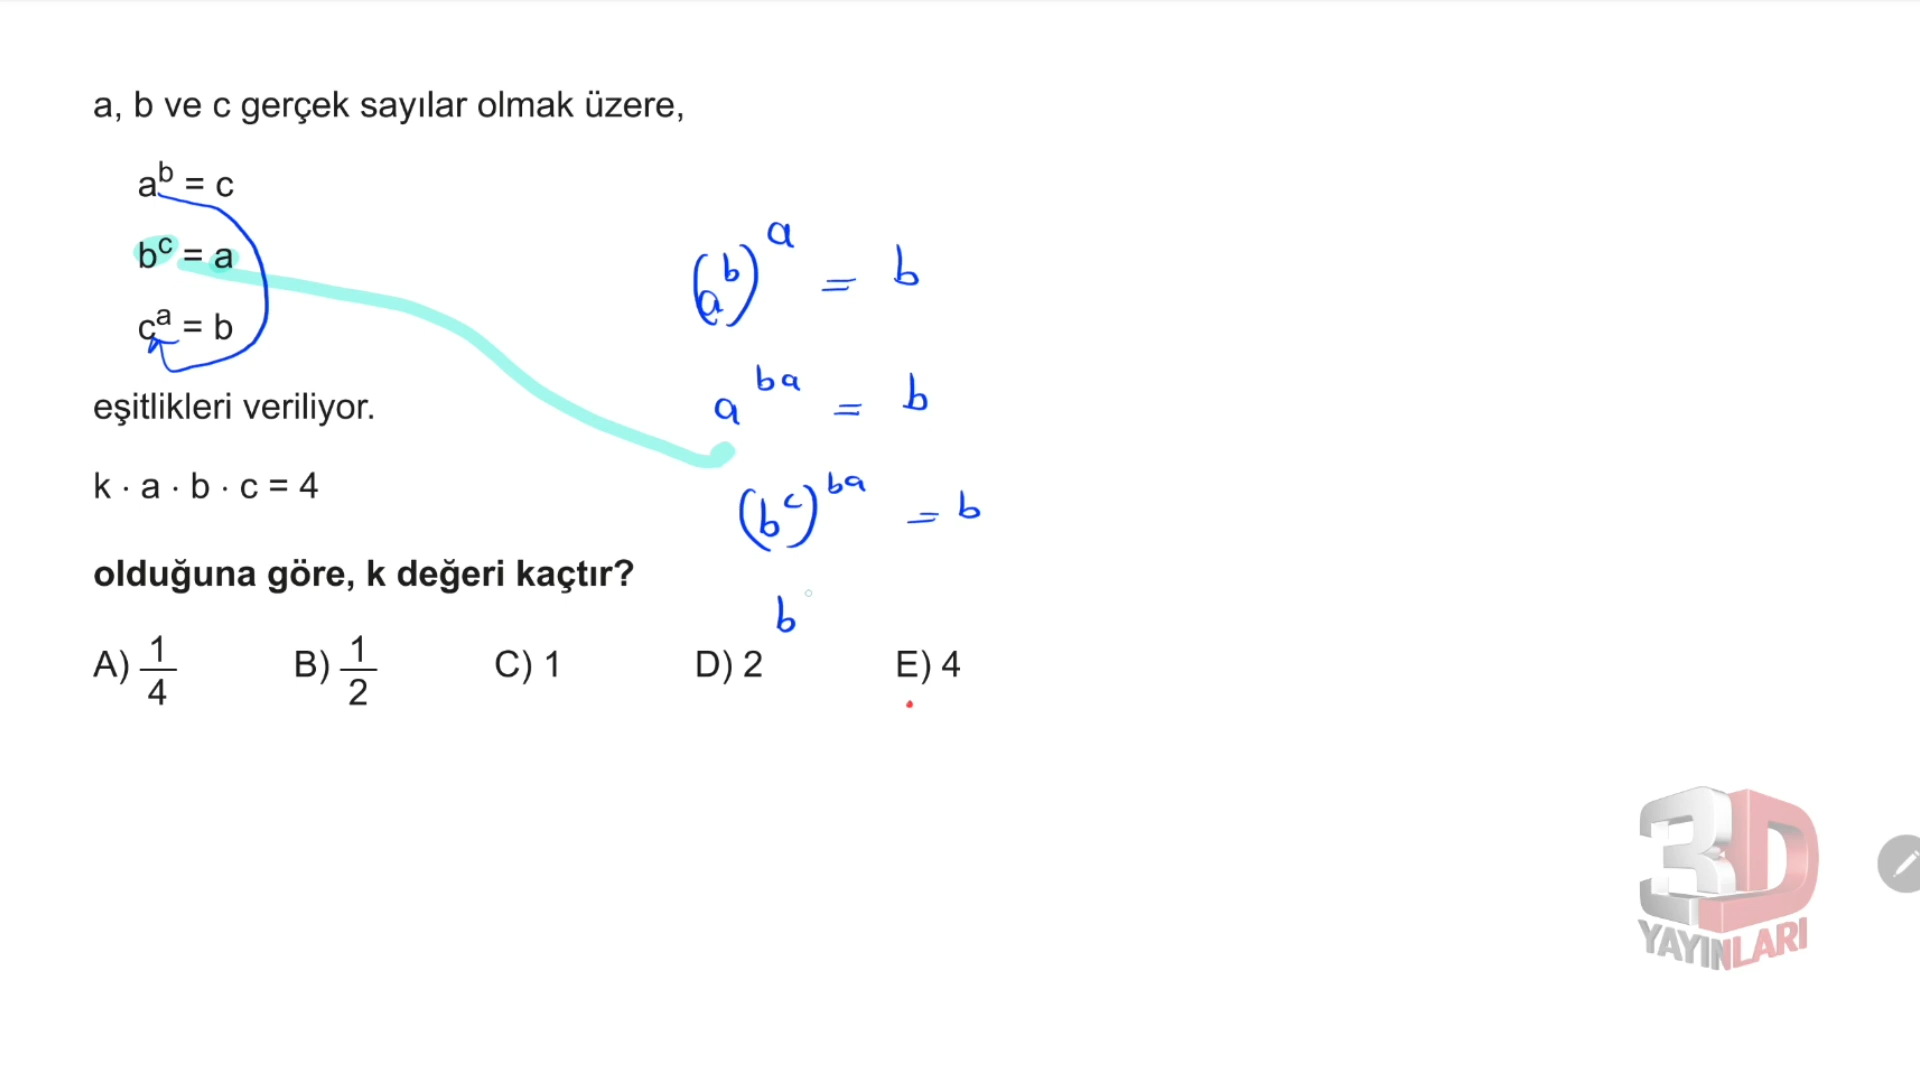 a, b ve c gerçek sayılar olmak üzere,
a^b = c
b^c = a
c^a = b
eşitlikleri veriliyor.
k · a · b · c = 4
olduğuna göre, k değeri kaçtır?
A) 1/4 B) 1/2 C) 1 D) 2 E) 4
(a^b)^a = b
a^ba = b
(b^c)^ba = b
b
3D
YAYINLARI